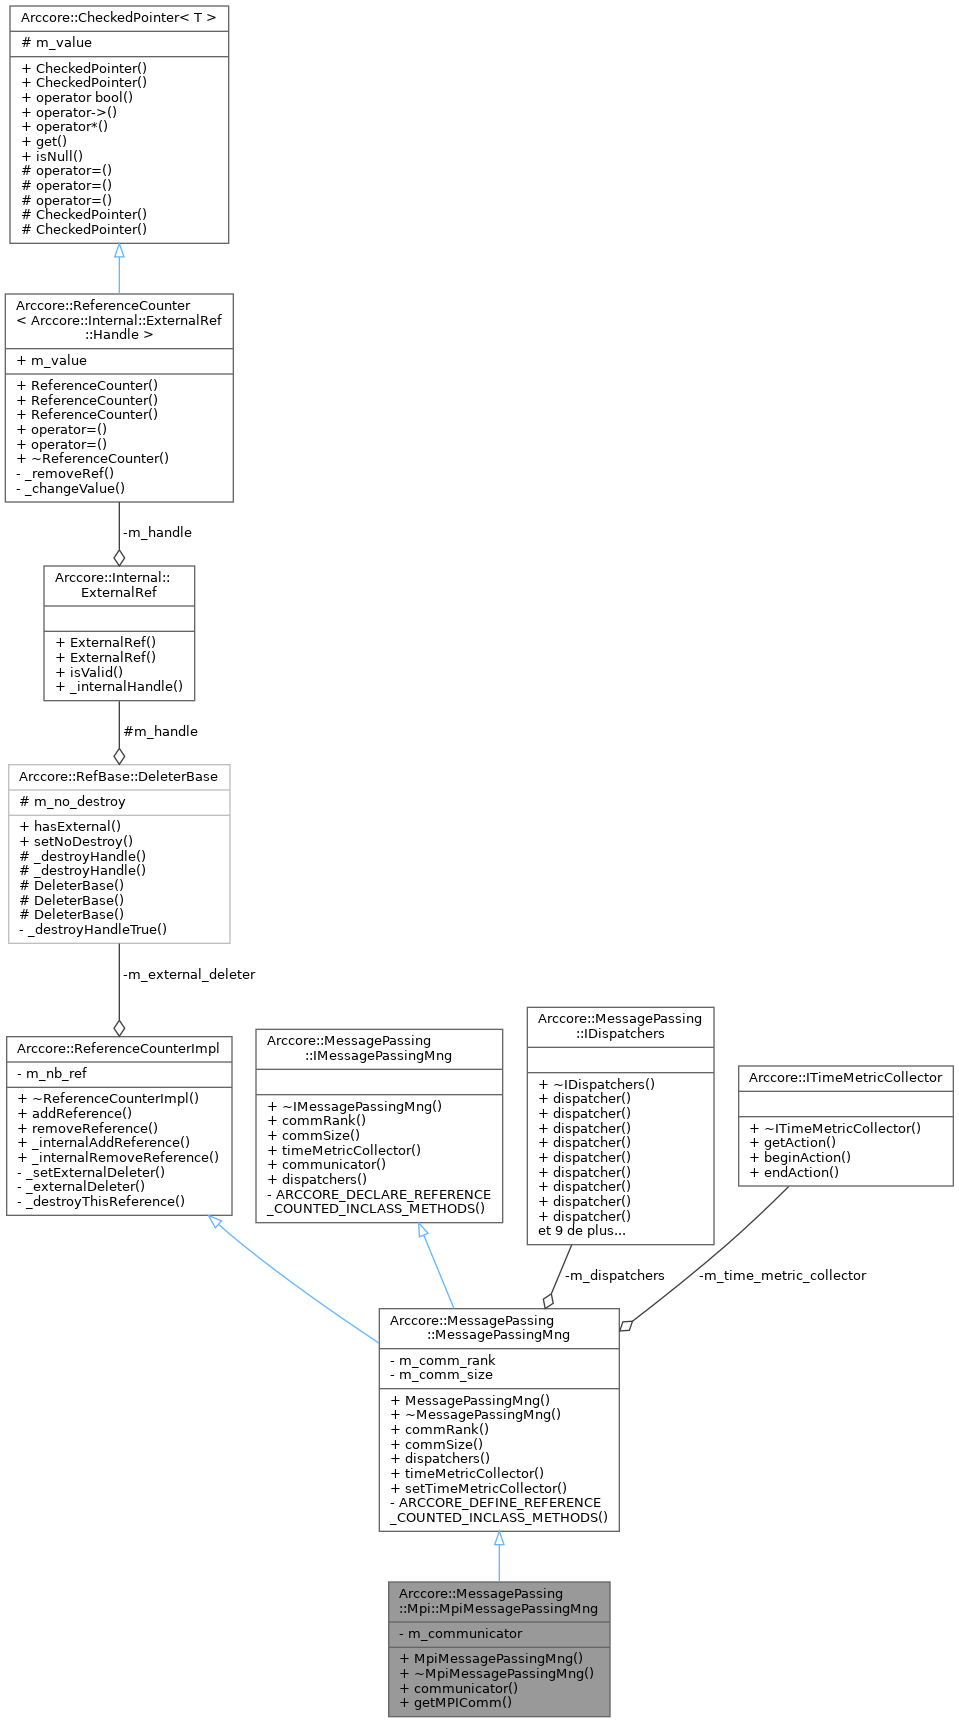 Arccore::CheckedPointer< T >
# m_value
+ CheckedPointer()
+ CheckedPointer()
+ operator bool()
+ operator->()
+ operator*()
+ get()
+ isNull()
# operator=()
# operator=()
# operator=()
# CheckedPointer()
# CheckedPointer()
Arccore::ReferenceCounter
< Arccore::Internal::ExternalRef
::Handle >
+ m_value
+ ReferenceCounter()
+ ReferenceCounter()
+ ReferenceCounter()
+ operator=()
+ operator=()
+ ~ReferenceCounter()
- _removeRef()
- _changeValue()
-m_handle
Arccore::Internal::
ExternalRef
+ ExternalRef()
+ ExternalRef()
+ isValid()
+ _internalHandle()
#m_handle
Arccore::RefBase::DeleterBase
# m_no_destroy
+ hasExternal()
+ setNoDestroy()
# _destroyHandle()
# _destroyHandle()
# DeleterBase()
# DeleterBase()
# DeleterBase()
- _destroyHandleTrue()
-m_external_deleter
Arccore::ReferenceCounterImpl
- m_nb_ref
+ ~ReferenceCounterImpl()
+ addReference()
+ removeReference()
+ _internalAddReference()
+ _internalRemoveReference()
- _setExternalDeleter()
- _externalDeleter()
- _destroyThisReference()
Arccore::MessagePassing
::IMessagePassingMng
+ ~IMessagePassingMng()
+ commRank()
+ commSize()
+ timeMetricCollector()
+ communicator()
+ dispatchers()
- ARCCORE_DECLARE_REFERENCE
_COUNTED_INCLASS_METHODS()
Arccore::MessagePassing
::IDispatchers
+ ~IDispatchers()
+ dispatcher()
+ dispatcher()
+ dispatcher()
+ dispatcher()
+ dispatcher()
+ dispatcher()
+ dispatcher()
+ dispatcher()
+ dispatcher()
et 9 de plus...
Arccore::ITimeMetricCollector
+ ~ITimeMetricCollector()
+ getAction()
+ beginAction()
+ endAction()
-m_dispatchers
-m_time_metric_collector
Arccore::MessagePassing
::MessagePassingMng
- m_comm_rank
- m_comm_size
+ MessagePassingMng()
+ ~MessagePassingMng()
+ commRank()
+ commSize()
+ dispatchers()
+ timeMetricCollector()
+ setTimeMetricCollector()
- ARCCORE_DEFINE_REFERENCE
_COUNTED_INCLASS_METHODS()
Arccore::MessagePassing
::Mpi::MpiMessagePassingMng
- m_communicator
+ MpiMessagePassingMng()
+ ~MpiMessagePassingMng()
+ communicator()
+ getMPIComm()